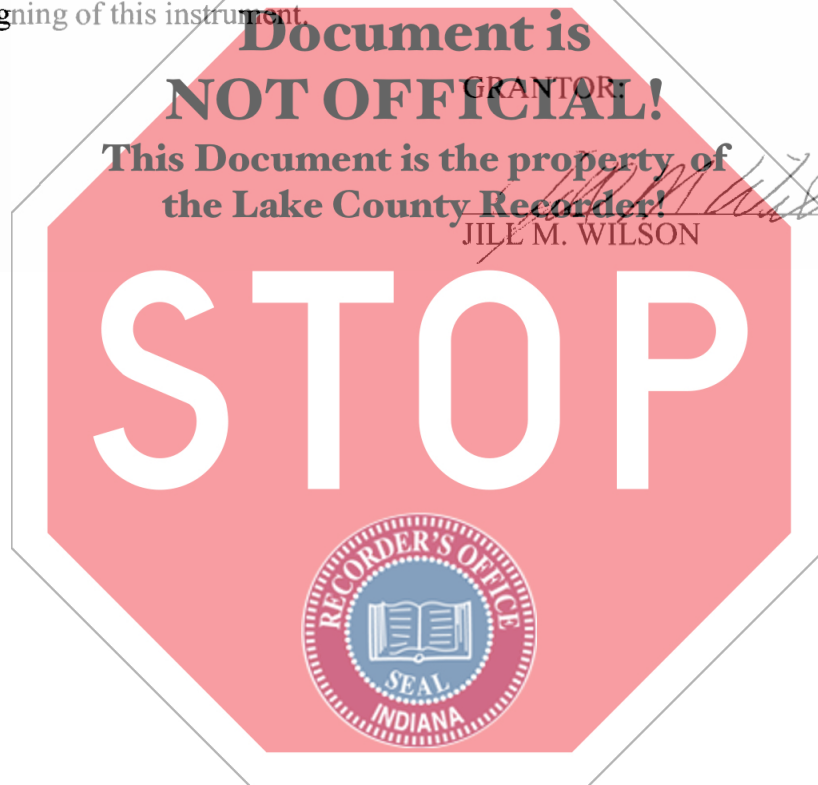 gning of this instrument.
Document is
NOT OFFICIAL!
GRANTOR:
This Document is the property of
the Lake County Recorder!
JILL M. WILSON
STOP
RECORDER'S OFFICE
SEAL
INDIANA